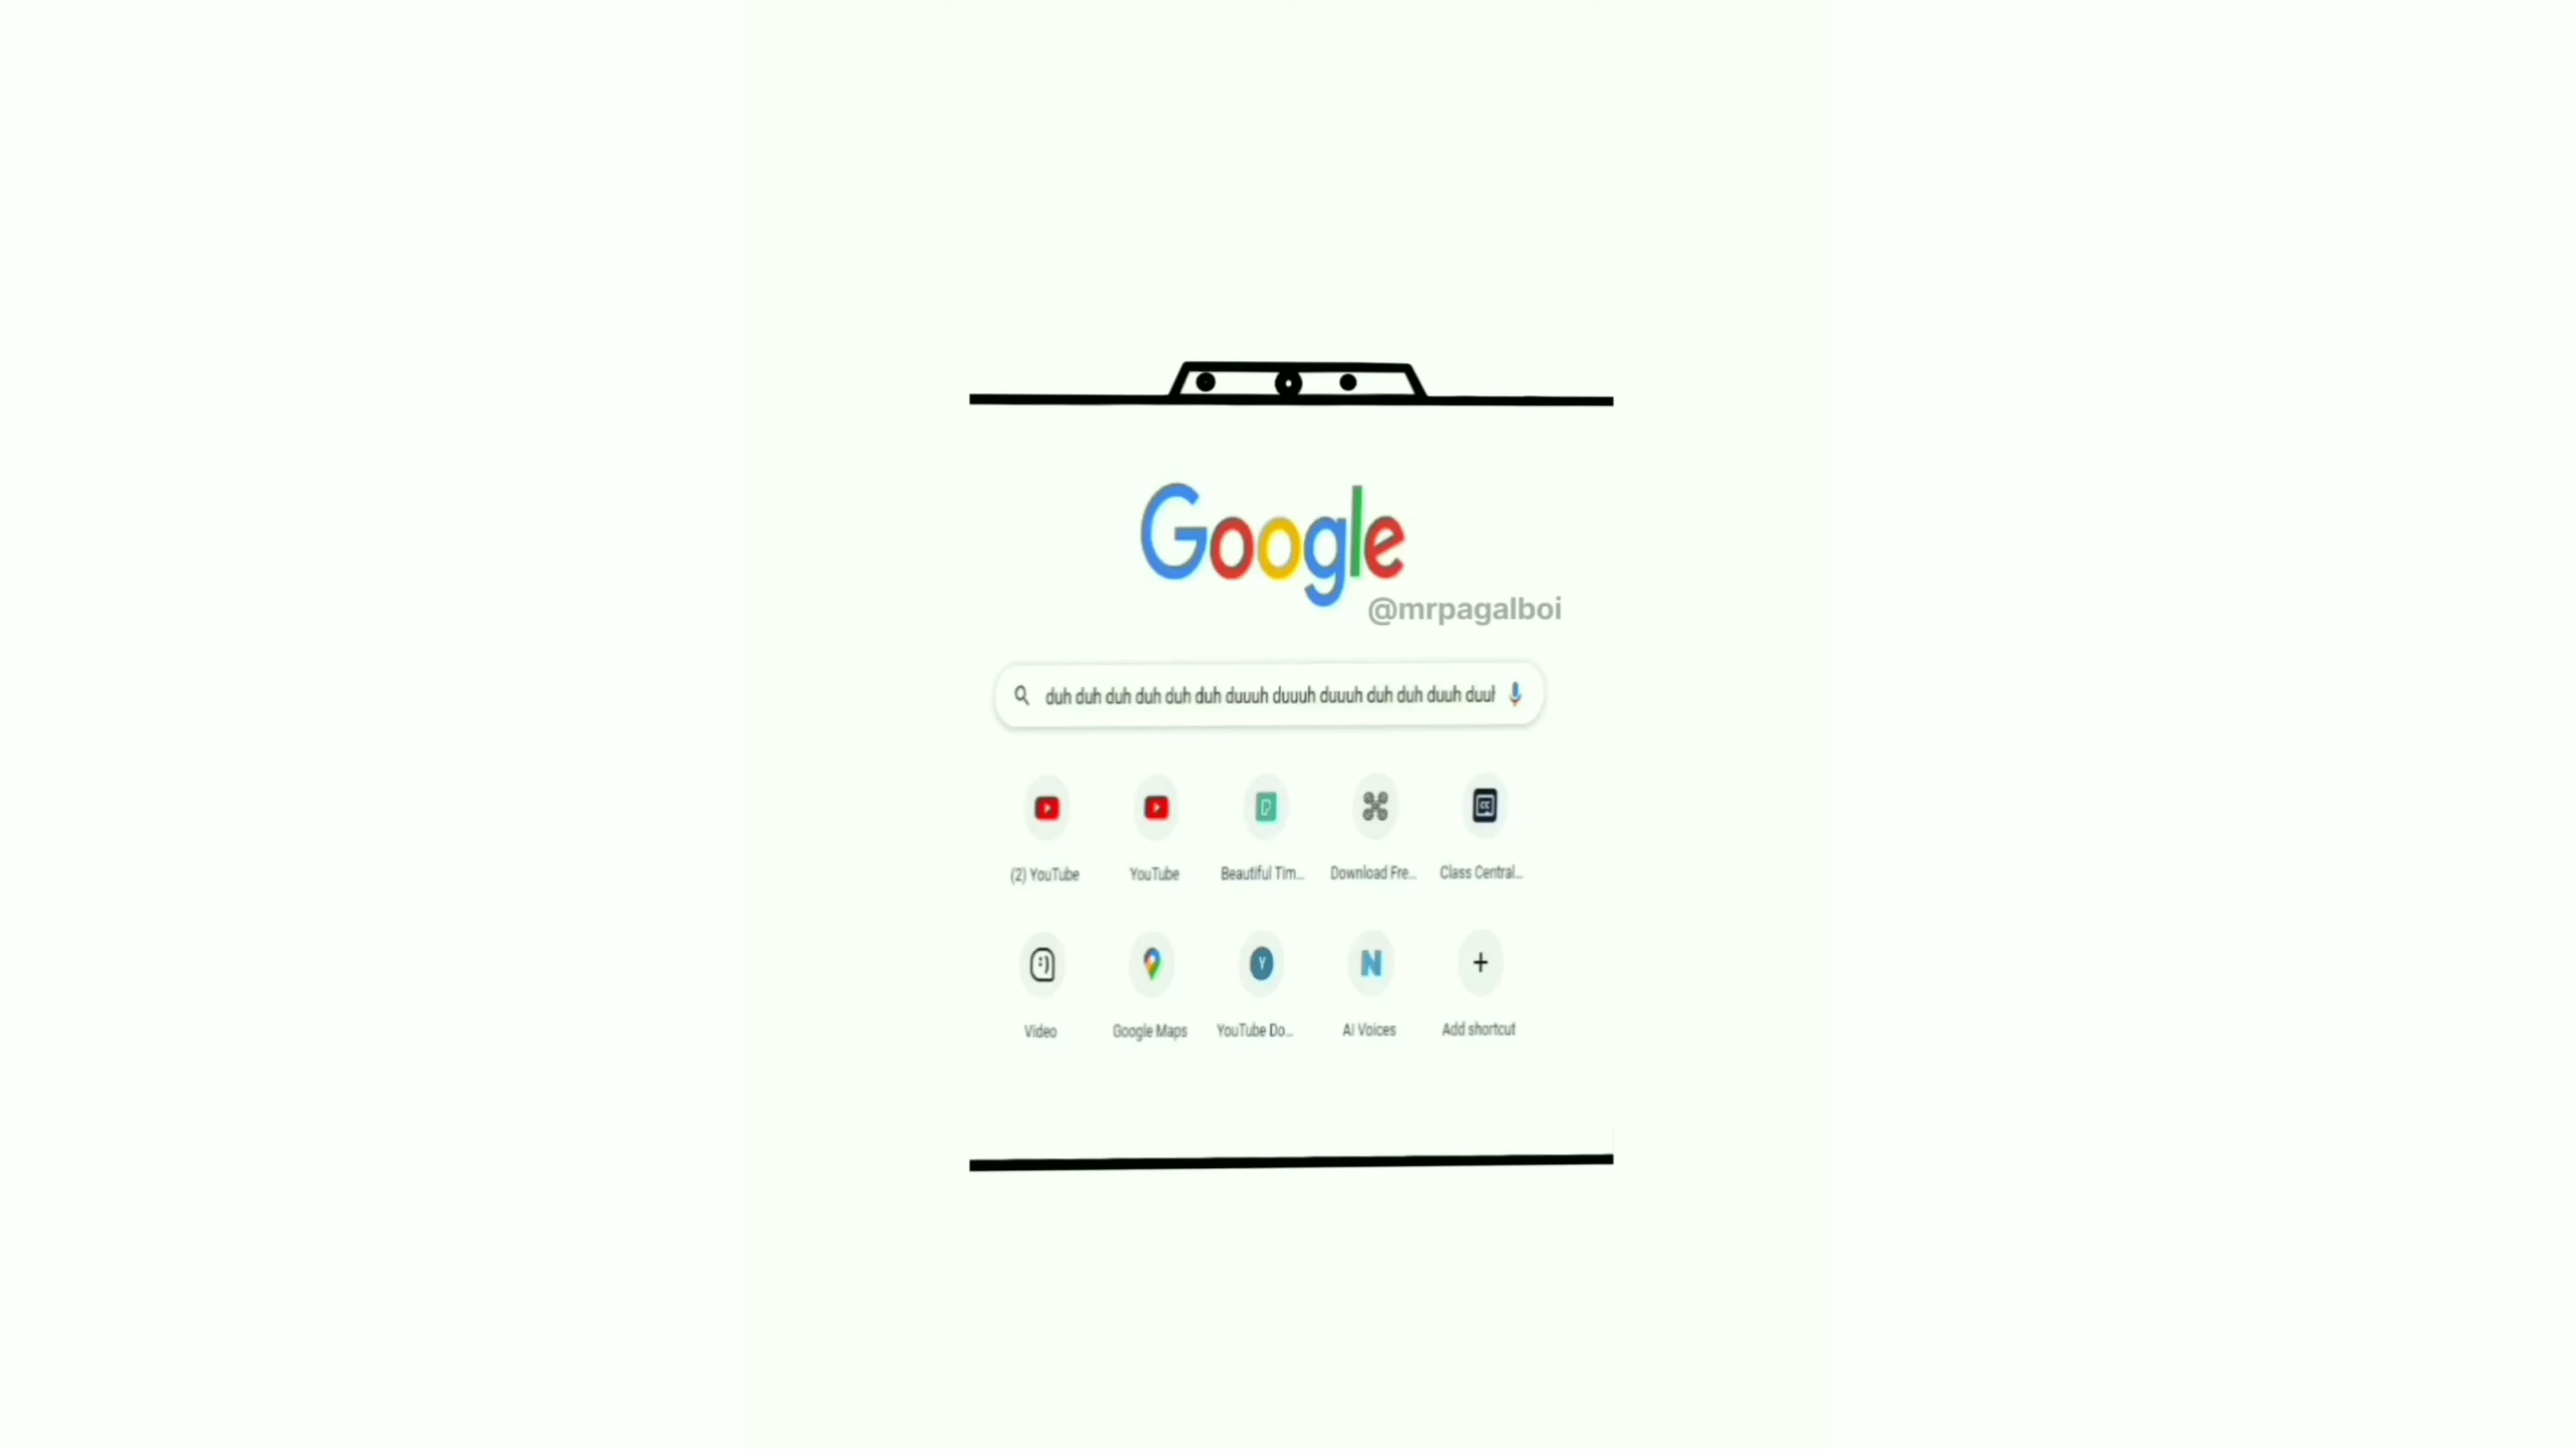 Google
@mrpagalboi
duh duh duh duh duh duh duuuh duuuh duuuh duh duh duuh duuh
(2) YouTube YouTube Beautiful Tim... Download Fre... Class Central...
Video Google Maps YouTube Do... AI Voices Add shortcut